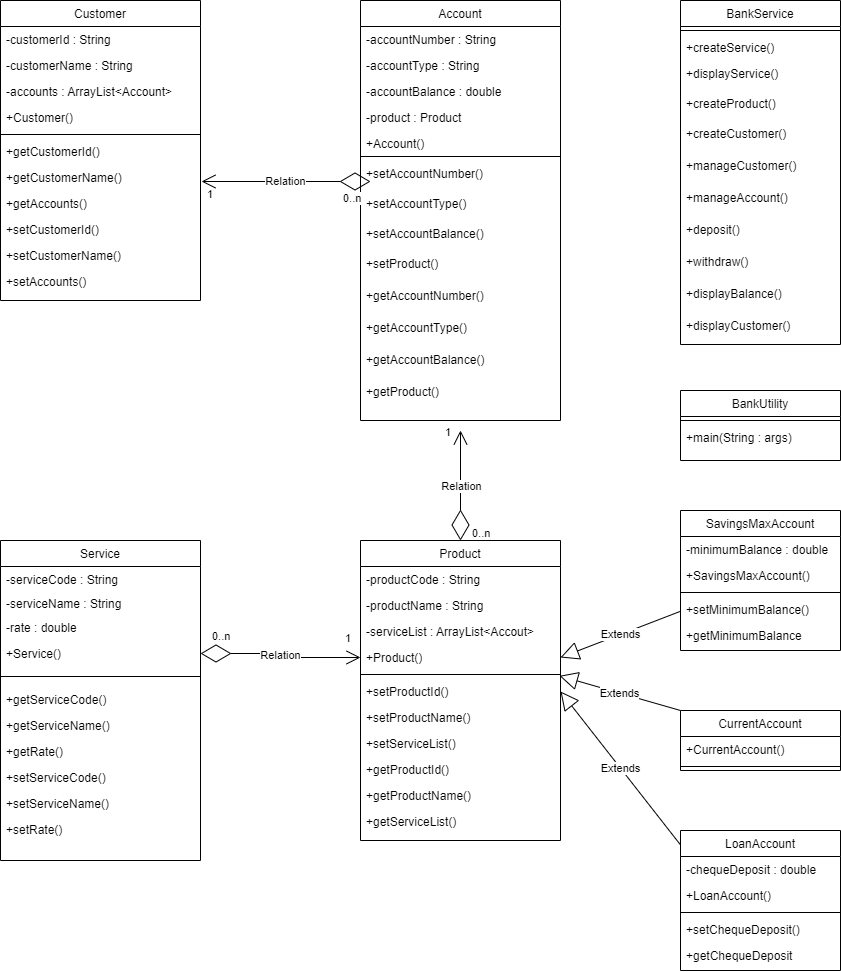 Customer
-customerId : String
-customerName : String
-accounts : ArrayList<Account>
+Customer()
+getCustomerId()
+getCustomerName()
+getAccounts()
+setCustomerId()
+setCustomerName()
+setAccounts()
1
Relation
0..n
Account
-accountNumber : String
-accountType : String
-accountBalance : double
-product : Product
+Account()
+setAccountNumber()
+setAccountType()
+setAccountBalance()
+setProduct()
+getAccountNumber()
+getAccountType()
+getAccountBalance()
+getProduct()
BankService
+createService()
+displayService()
+createProduct()
+createCustomer()
+manageCustomer()
+manageAccount()
+deposit()
+withdraw()
+displayBalance()
+displayCustomer()
BankUtility
+main(String : args)
1
Relation
0..n
Service
-serviceCode : String
-serviceName : String
-rate : double
+Service()
+getServiceCode()
+getServiceName()
+getRate()
+setServiceCode()
+setServiceName()
+setRate()
0..n
Relation
1
Product
-productCode : String
-productName : String
-serviceList : ArrayList<Accout>
+Product()
+setProductId()
+setProductName()
+setServiceList()
+getProductId()
+getProductName()
+getServiceList()
Extends
Extends
Extends
SavingsMaxAccount
-minimumBalance : double
+SavingsMaxAccount()
+setMinimumBalance()
+getMinimumBalance
CurrentAccount
+CurrentAccount()
LoanAccount
-chequeDeposit : double
+LoanAccount()
+setChequeDeposit()
+getChequeDeposit